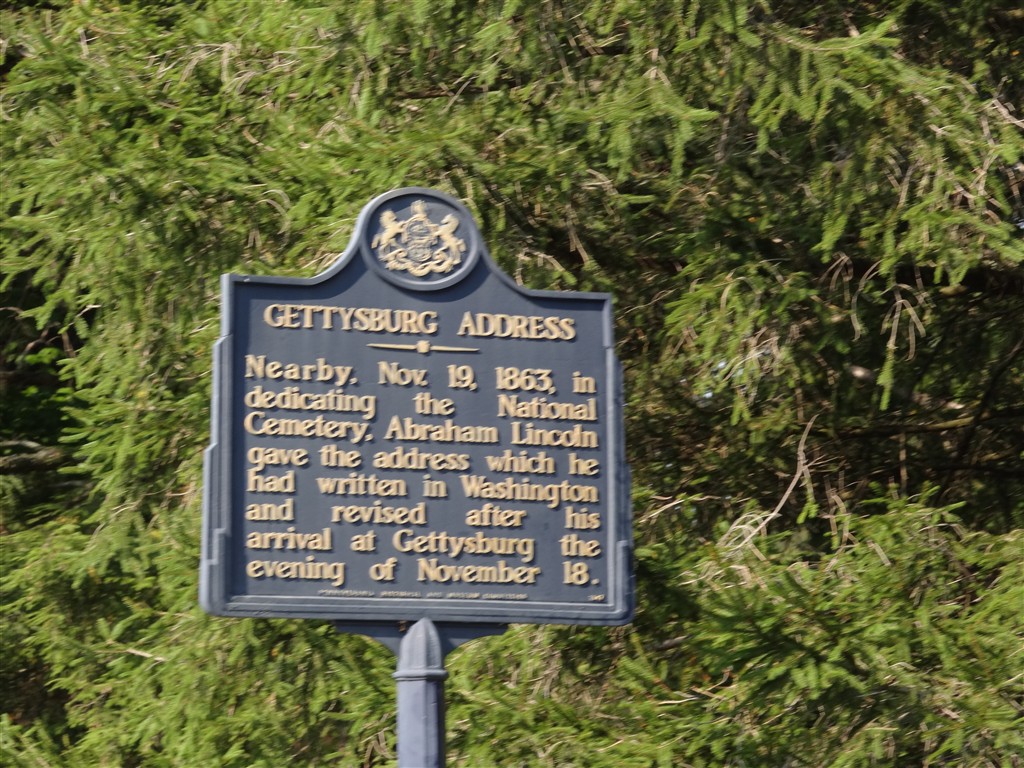 GETTYSBURG ADDRESS
Nearby, Nov. 19, 1863, in
dedicating the National
Cemetery, Abraham Lincoln
gave the address which he
had written in Washington
and revised after his
arrival at Gettysburg the
evening of November 18.